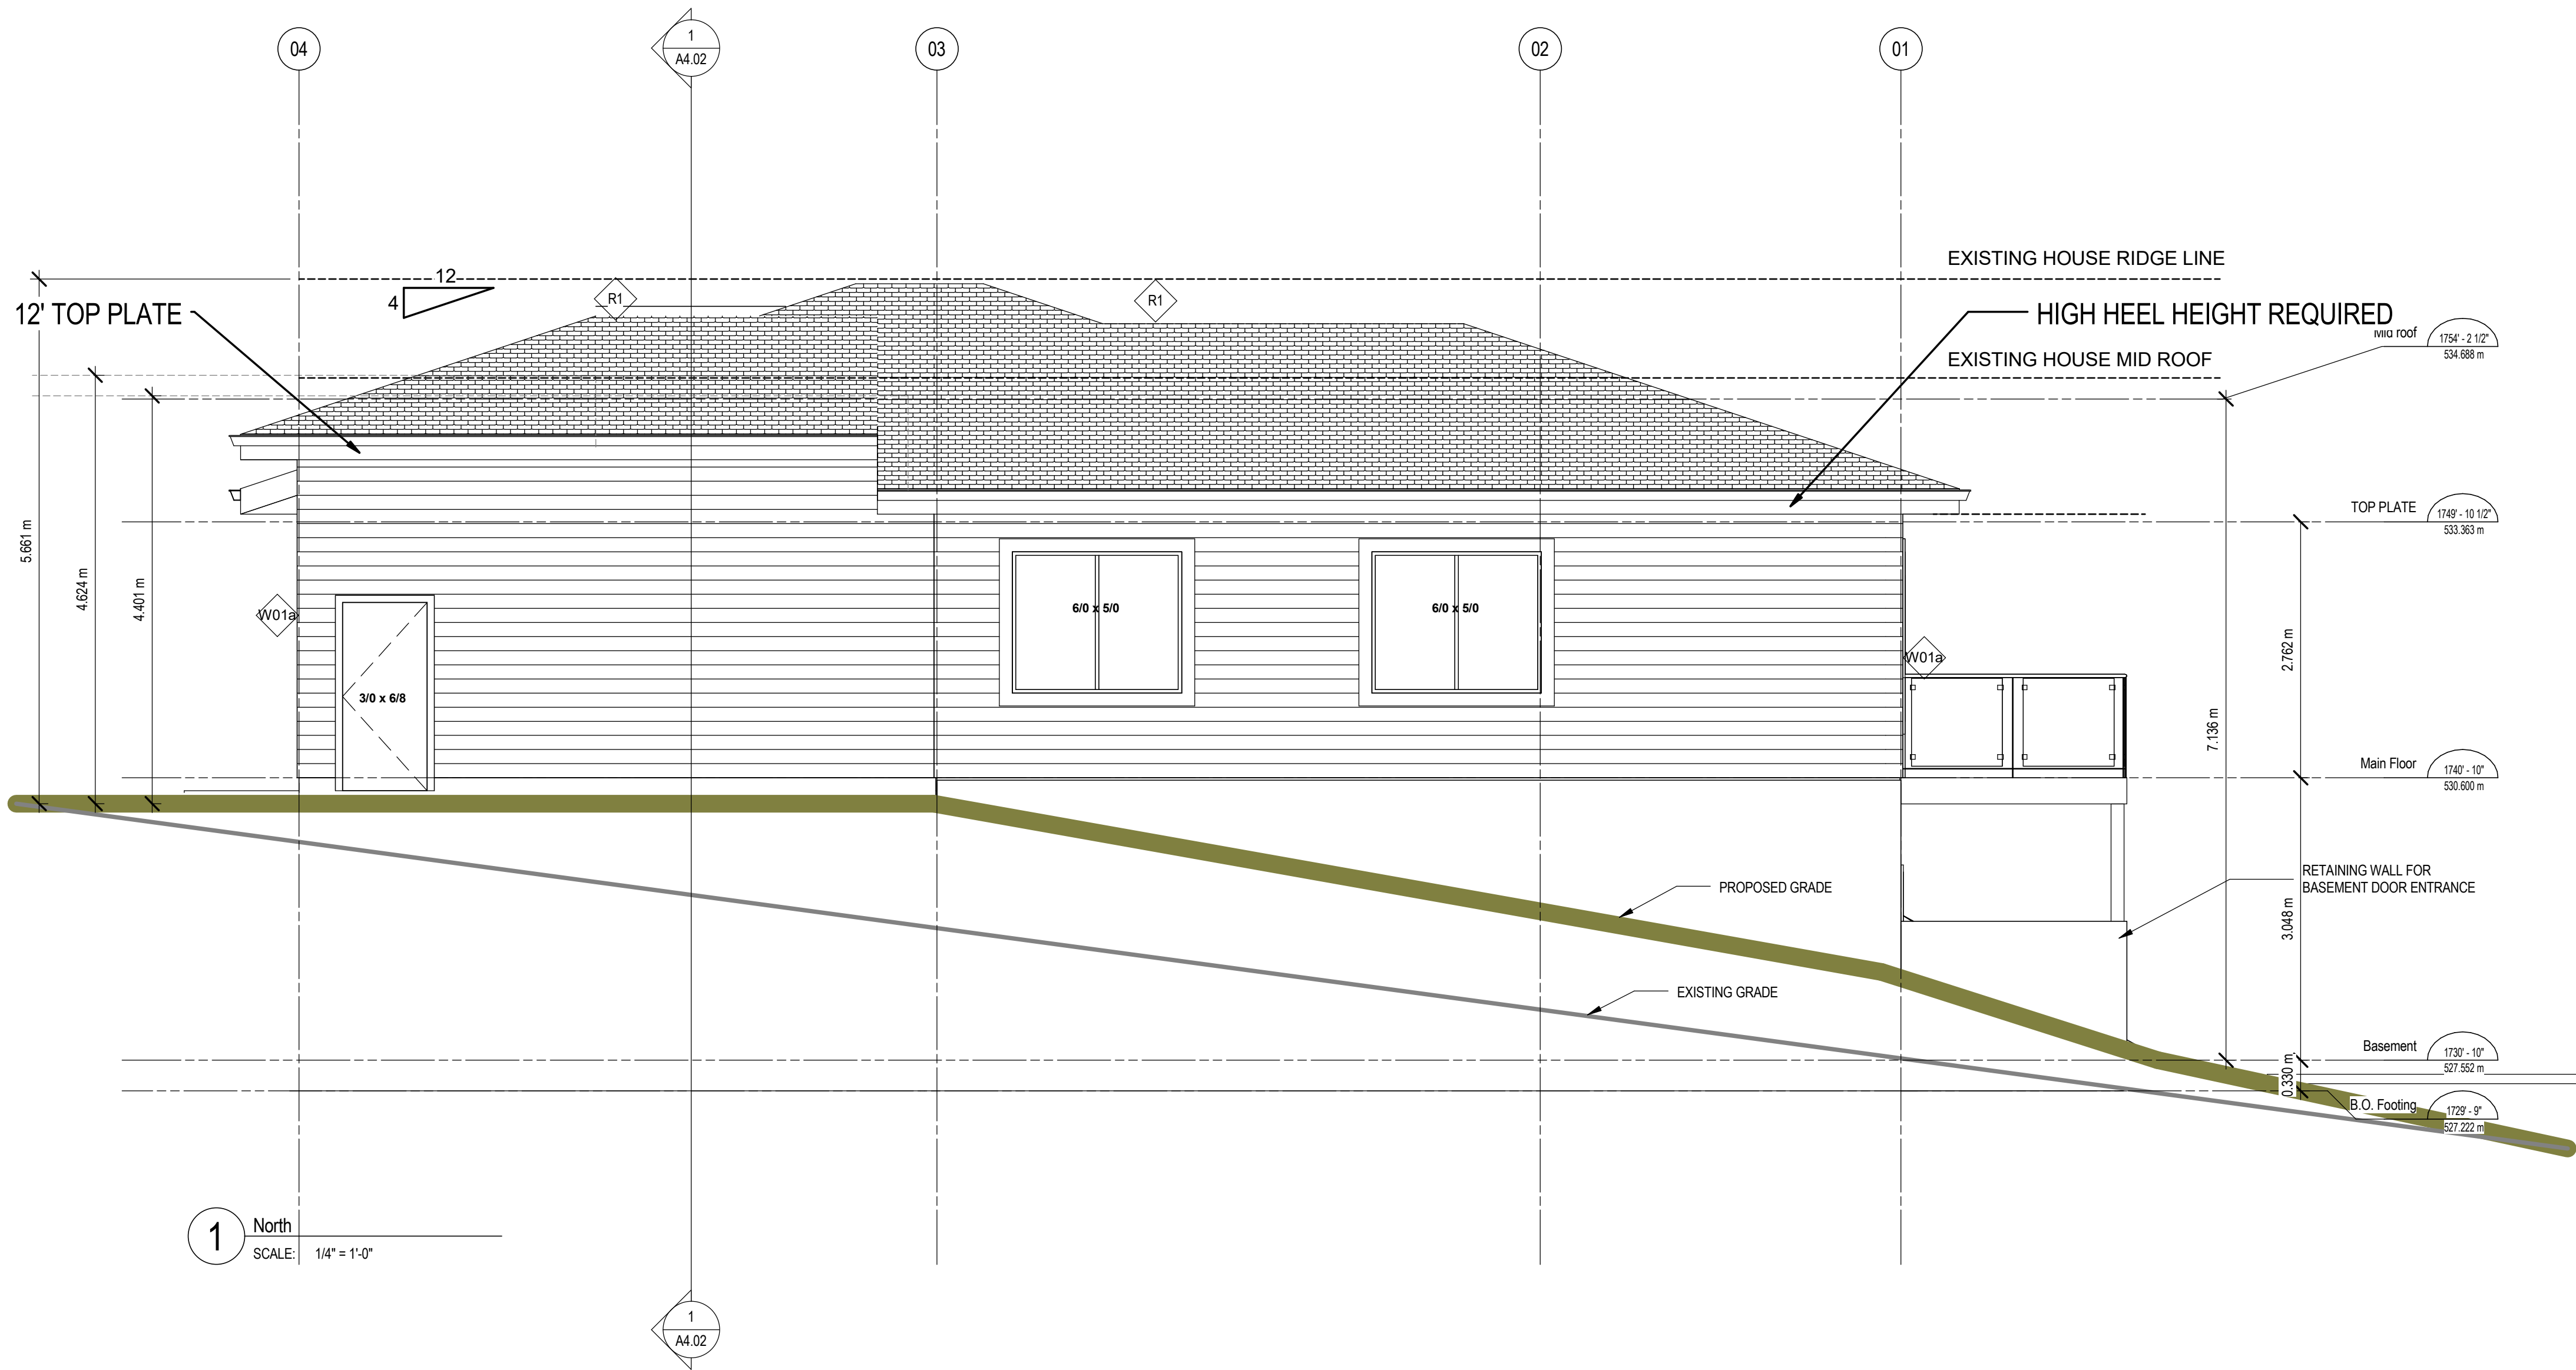 04
1
A4.02
03
02
01
EXISTING HOUSE RIDGE LINE
12
4
R1
R1
12' TOP PLATE
HIGH HEEL HEIGHT REQUIRED
Mid roof
1754' - 2 1/2"
534.688 m
EXISTING HOUSE MID ROOF
TOP PLATE
1749' - 10 1/2"
533.363 m
5.661 m
4.624 m
4.401 m
W01a
3/0 x 6/8
6/0 x 5/0
6/0 x 5/0
W01a
2.762 m
7.136 m
Main Floor
1740' - 10"
530.600 m
PROPOSED GRADE
RETAINING WALL FOR
BASEMENT DOOR ENTRANCE
3.048 m
EXISTING GRADE
Basement
1730' - 10"
527.552 m
0.330 m
B.O. Footing
1729' - 9"
527.222 m
1
North
SCALE: 1/4" = 1'-0"
1
A4.02